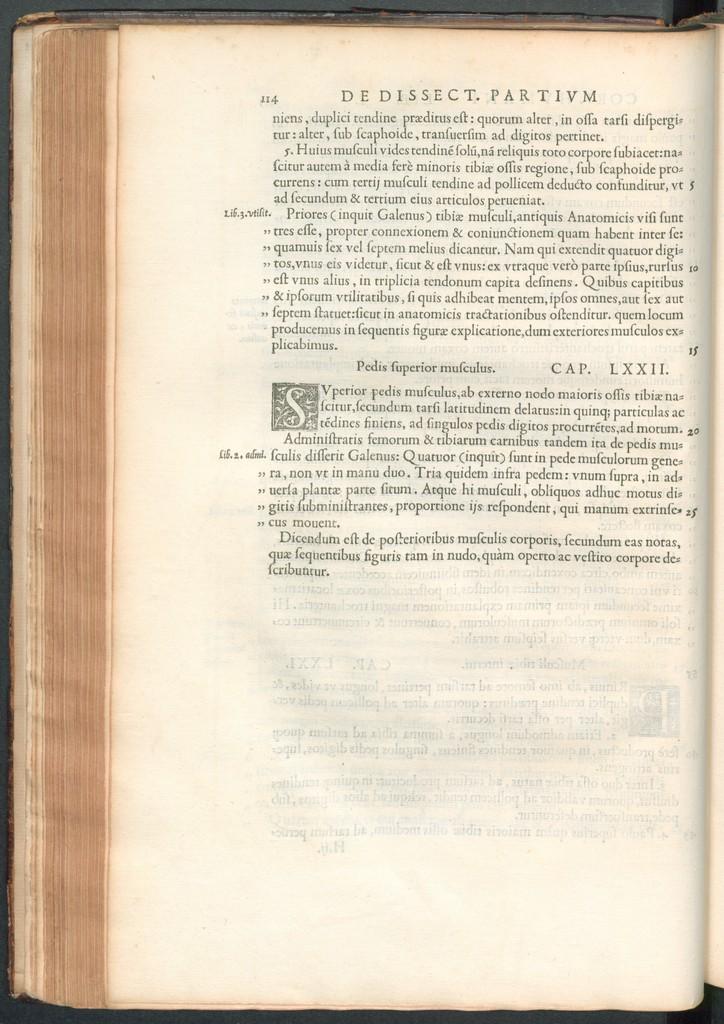 114 DE DISSECT. PARTIVM
niens, duplici tendine præditus est: quorum alter, in ossa tarsi dispergi=
tur: alter, sub scaphoide, transuersim ad digitos pertinet.
5. Huius musculi vides tendinē solū, nā reliquis toto corpore subiacet: na=
scitur autem à media ferè minoris tibiæ ossis regione, sub scaphoide pro=
currens: cum tertij musculi tendine ad pollicem deducto confunditur, vt 5
ad secundum & tertium eius articulos perueniat.
Lib.3.vtilit. Priores (inquit Galenus) tibiæ musculi, antiquis Anatomicis visi sunt
„ tres esse, propter connexionem & coniunctionem quam habent inter se:
„ quamuis sex vel septem melius dicantur. Nam qui extendit quatuor digi=
„ tos, vnus eis videtur, sicut & est vnus: ex vtraque verò parte ipsius, rursus 10
„ est vnus alius, in triplicia tendonum capita desinens. Quibus capitibus
„ & ipsorum vtilitatibus, si quis adhibeat mentem, ipsos omnes, aut sex aut
„ septem statuet: sicut in anatomicis tractationibus ostenditur. quem locum
producemus in sequentis figuræ explicatione, dum exteriores musculos ex=
plicabimus. 15
Pedis superior musculus. CAP. LXXII.
SVperior pedis musculus, ab externo nodo maioris ossis tibiæ na=
scitur, secundum tarsi latitudinem delatus: in quinq; particulas ac
tēdines finiens, ad singulos pedis digitos procurrētes, ad motum. 20
Administratis femorum & tibiarum carnibus tandem ita de pedis mu=
Lib.2. admi. sculis disserit Galenus: Quatuor (inquit) sunt in pede musculorum gene=
„ ra, non vt in manu duo. Tria quidem infra pedem: vnum supra, in ad=
„ uersa plantæ parte situm. Atque hi musculi, obliquos adhuc motus di=
„ gitis subministrantes, proportione ijs respondent, qui manum extrinse= 25
„ cus mouent.
Dicendum est de posterioribus musculis corporis, secundum eas notas,
quæ sequentibus figuris tam in nudo, quàm operto ac vestito corpore de=
scribuntur.